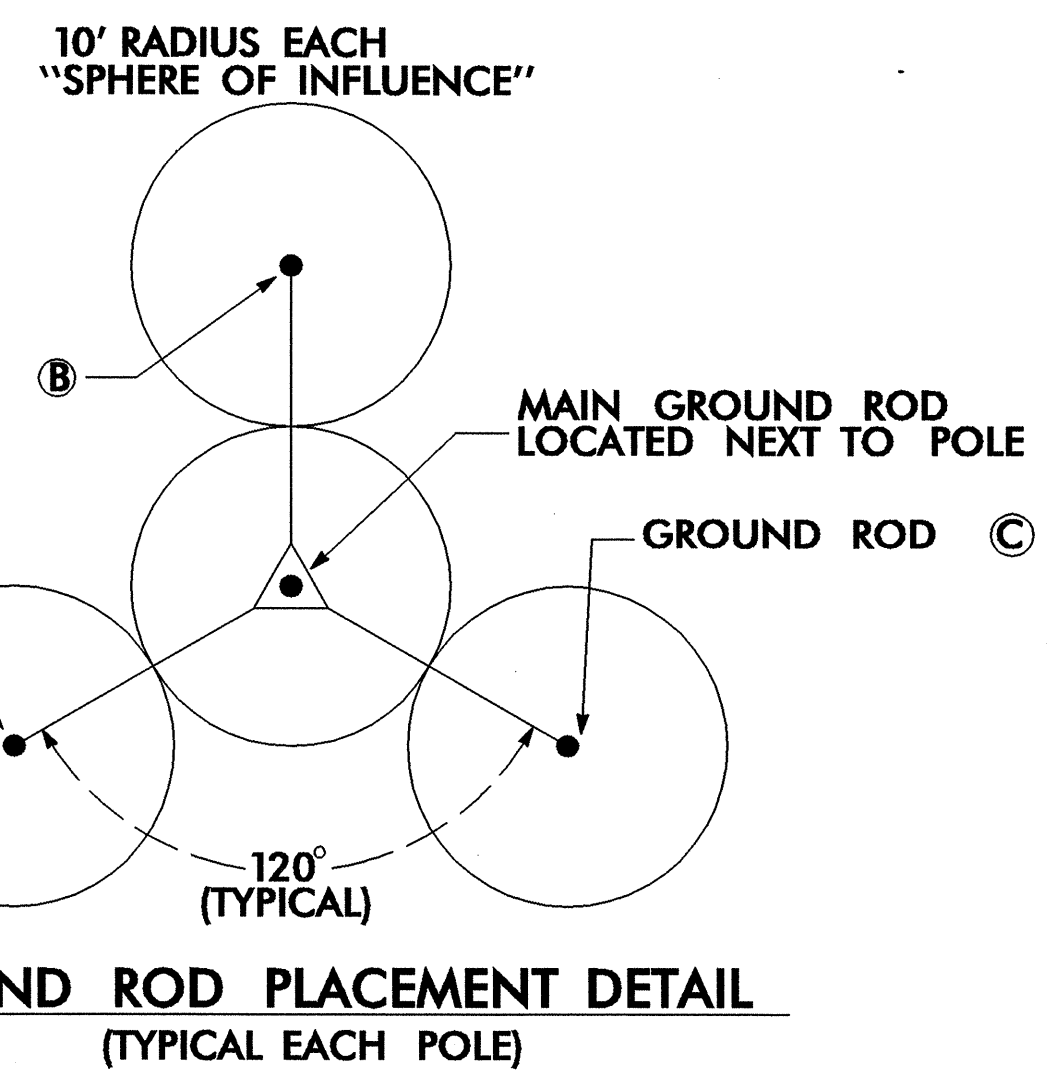 10' RADIUS EACH
"SPHERE OF INFLUENCE"
B
MAIN GROUND ROD
LOCATED NEXT TO POLE
GROUND ROD C
120°
(TYPICAL)
ND ROD PLACEMENT DETAIL
(TYPICAL EACH POLE)